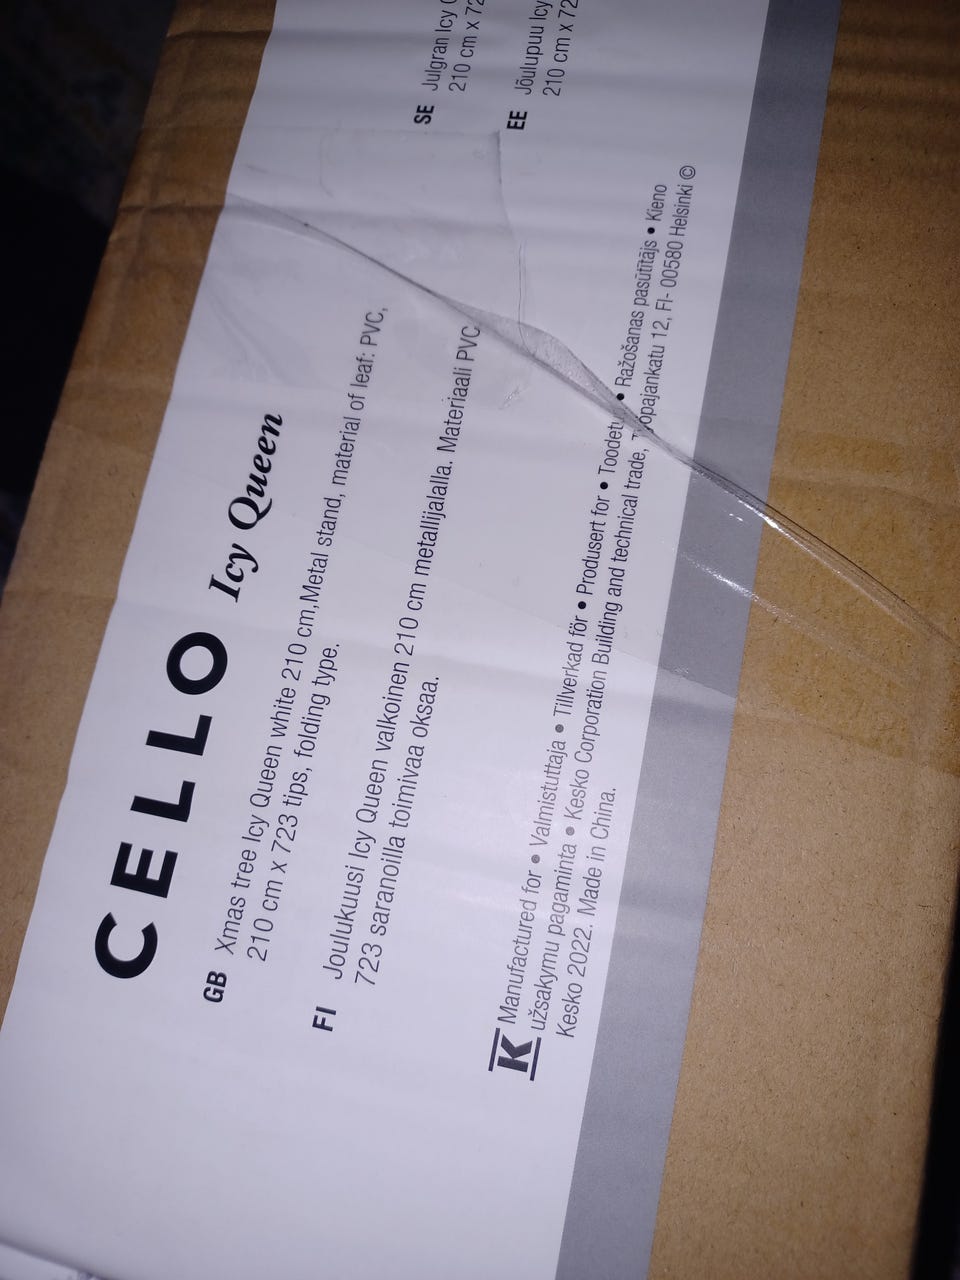 CELLO Icy Queen
GB Xmas tree Icy Queen white 210 cm,Metal stand, material of leaf: PVC,
210 cm x 723 tips, folding type.
FI Joulukuusi Icy Queen valkoinen 210 cm metallijalalla. Materiaali PVC
723 saranoilla toimivaa oksaa.
SE Julgran Icy
210 cm x 72
EE Jõulupuu Icy
210 cm x 72
K Manufactured for • Valmistuttaja • Tillverkad för • Produsert for • Toodetu • Ražošanas pasūtītājs • Kieno
užsakymu pagaminta • Kesko Corporation Building and technical trade, Työpajankatu 12, FI- 00580 Helsinki ©
Kesko 2022. Made in China.